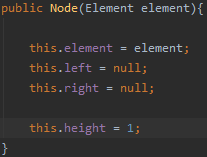 public Node(Element element){
this.element = element;
this.left = null;
this.right = null;
this.height = 1;
}